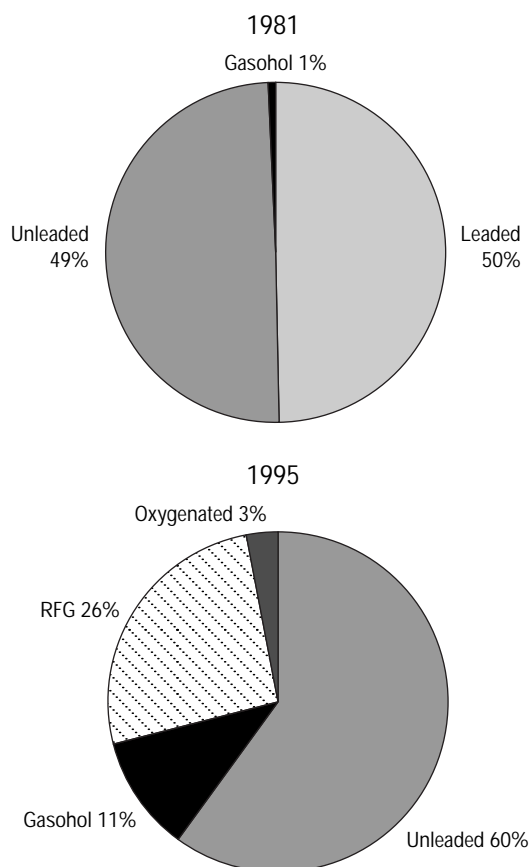 1981
Gasohol 1%
Unleaded
49%
Leaded
50%
1995
Oxygenated 3%
RFG 26%
Gasohol 11%
Unleaded 60%